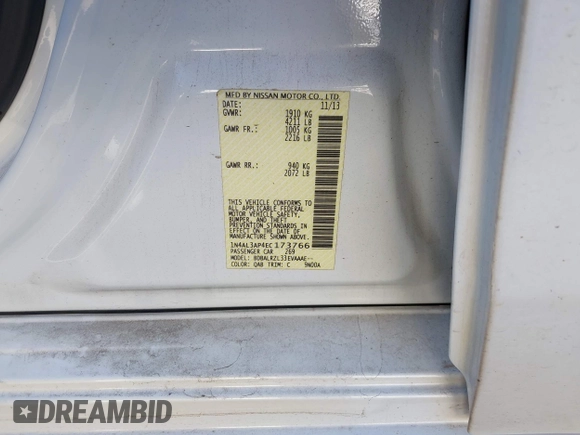 MFD BY NISSAN MOTOR CO., LTD.
DATE: 11/13
GVWR: 1910 KG
4211 LB
GAWR FR.: 1005 KG
2216 LB
GAWR RR.: 940 KG
2072 LB
THIS VEHICLE CONFORMS TO
ALL APPLICABLE FEDERAL
MOTOR VEHICLE SAFETY,
BUMPER, AND THEFT
PREVENTION STANDARDS IN
EFFECT ON THE DATE OF
MANUFACTURE SHOWN ABOVE.
1N4AL3AP4EC173766
PASSENGER CAR 269
MODEL: BDBALRZL33EVAAAE--
COLOR: QAB TRIM: C 9N00A
DREAMBID